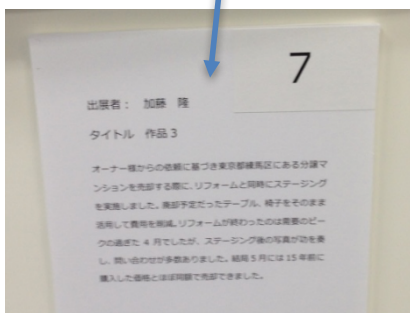 7
出展者： 加藤 隆
タイトル 作品3
オーナー様からの依頼に基づき東京都練馬区にある分譲マ
ンションを売却する際に、リフォームと同時にステージング
を実施しました。廃却予定だったテーブル、椅子をそのまま
活用して費用を削減。リフォームが終わったのは需要のピー
クの過ぎた 4 月でしたが、ステージング後の写真が功を奏
し、問い合わせが多数ありました。結局 5 月には 15 年前に
購入した価格とほぼ同額で売却できました。